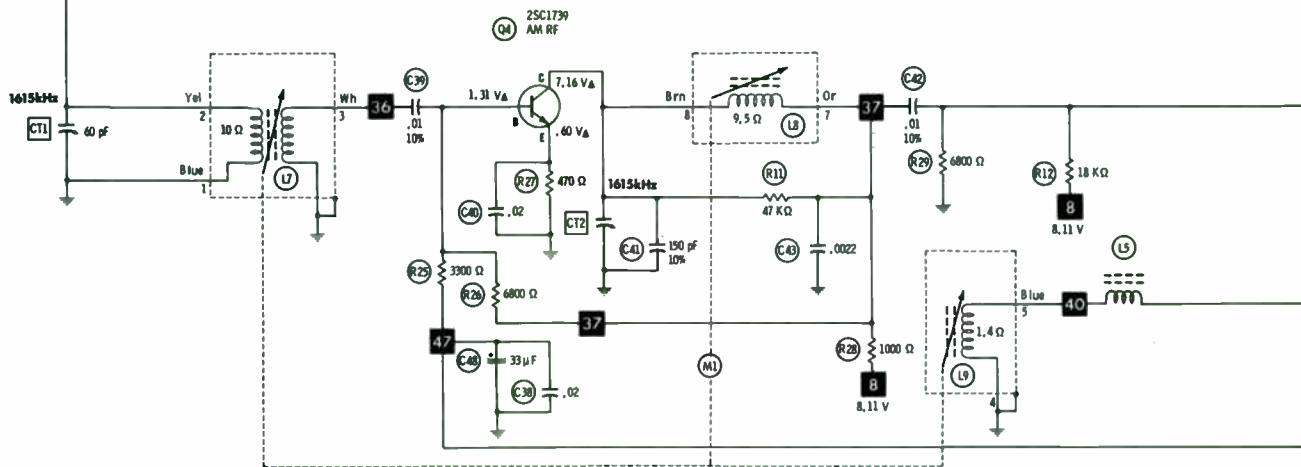 2SC1739
Q4
AM RF
1615kHz
CT1
60 pF
Yel
2
10 Ω
Blue
1
L7
Wh
3
36
C39
.01
10%
1.31 VΔ
B
C
7.16 VΔ
E
.60 VΔ
R27
470 Ω
C40
.02
1615kHz
CT2
C41
150 pF
10%
Brn
8
9.5 Ω
L8
Or
7
37
C42
.01
10%
R29
6800 Ω
R12
18 KΩ
8
8.11 V
R11
47 KΩ
C43
.0022
R25
3300 Ω
R26
6800 Ω
37
47
C48
33 µF
C38
.02
M1
R28
1000 Ω
8
8.11 V
Blue
5
1.4 Ω
L9
4
40
L5